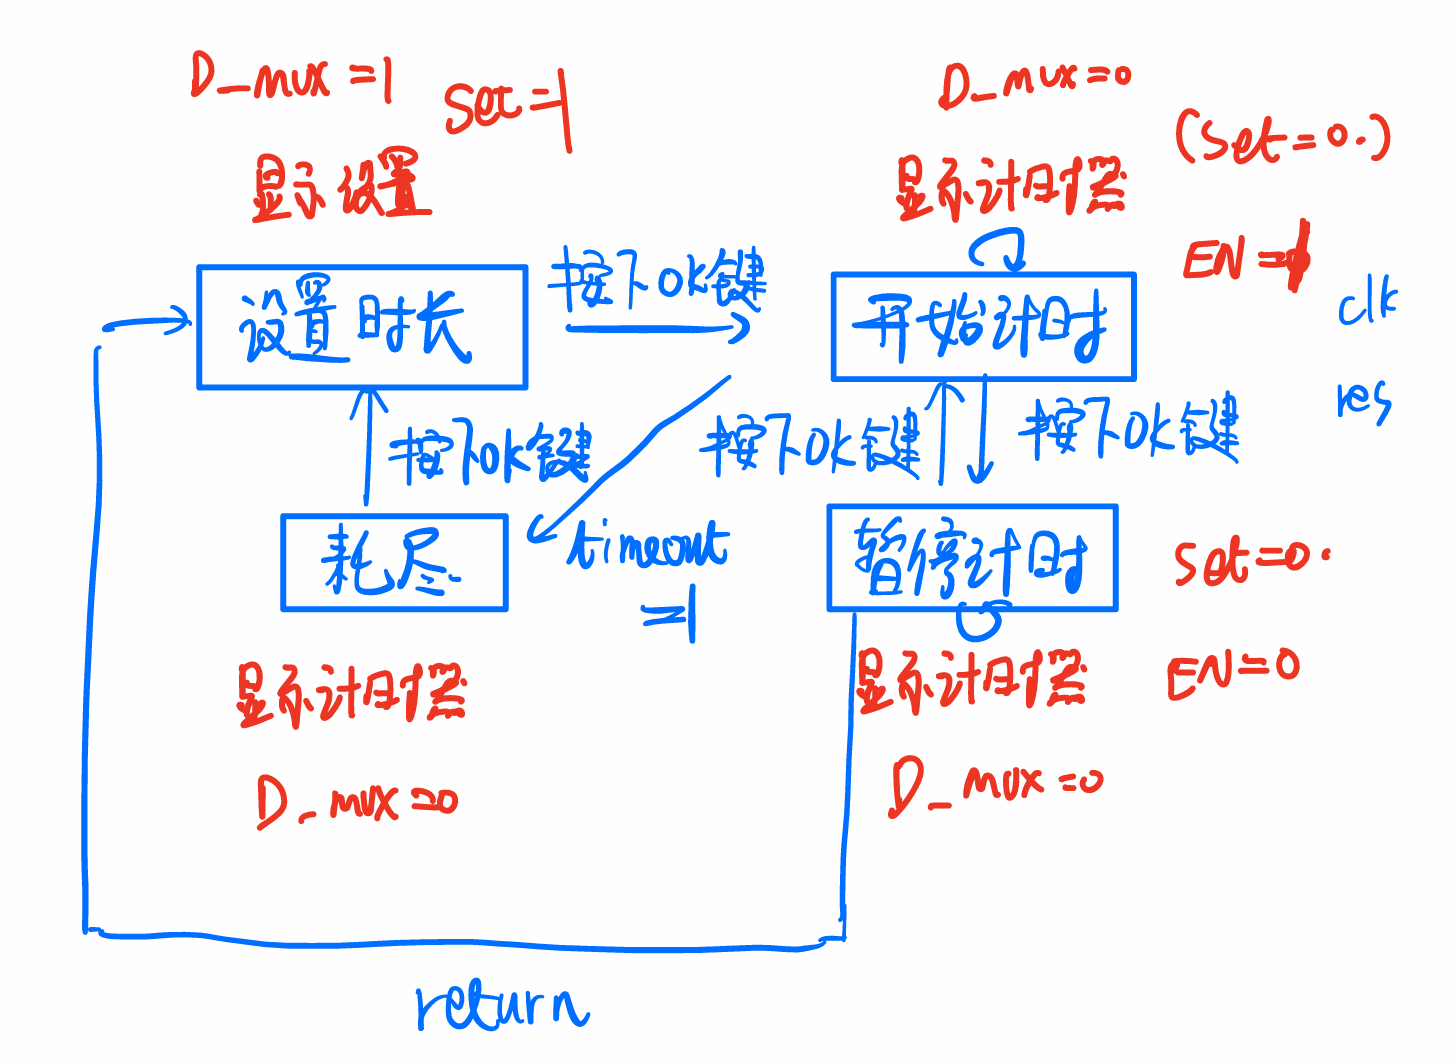 D_mux=1
set=1
显示设置
D_mux=0
(set=0.)
显示计时器
EN=1
clk
res
设置时长
按下OK键
开始计时
按下OK键
按下OK键
按下OK键
耗尽
timeout
=1
暂停计时
set=0.
显示计时器
显示计时器
EN=0
D_mux=0
D_mux=0
return